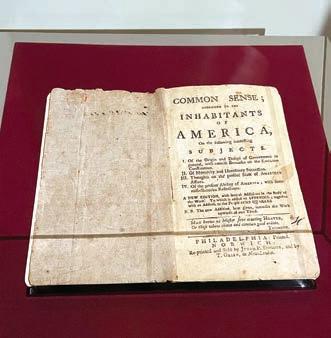 COMMON SENSE;
ADDRESSED TO THE
INHABITANTS
OF
AMERICA,
On the following interesting
SUBJECTS.
I. Of the Origin and Design of Government in
general, with concise Remarks on the English
Constitution.
II. Of Monarchy and Hereditary Succession.
III. Thoughts on the present State of American
Affairs.
IV. Of the present Ability of America; with some
miscellaneous Reflections.
A NEW EDITION, with several Additions in the Body of
the Work. To which is added an APPENDIX; together
with an Address to the People called QUAKERS.
N. B. The New Addition here given, increases the Work
upwards of one Third.
Man knows no Master save creating HEAVEN,
Or those whom choice and common good ordain.
THOMSON.
PHILADELPHIA: Printed.
NORWICH:
Re-printed and Sold by JUDAH P. SPOONER, and by
T. GREEN, in New-London.